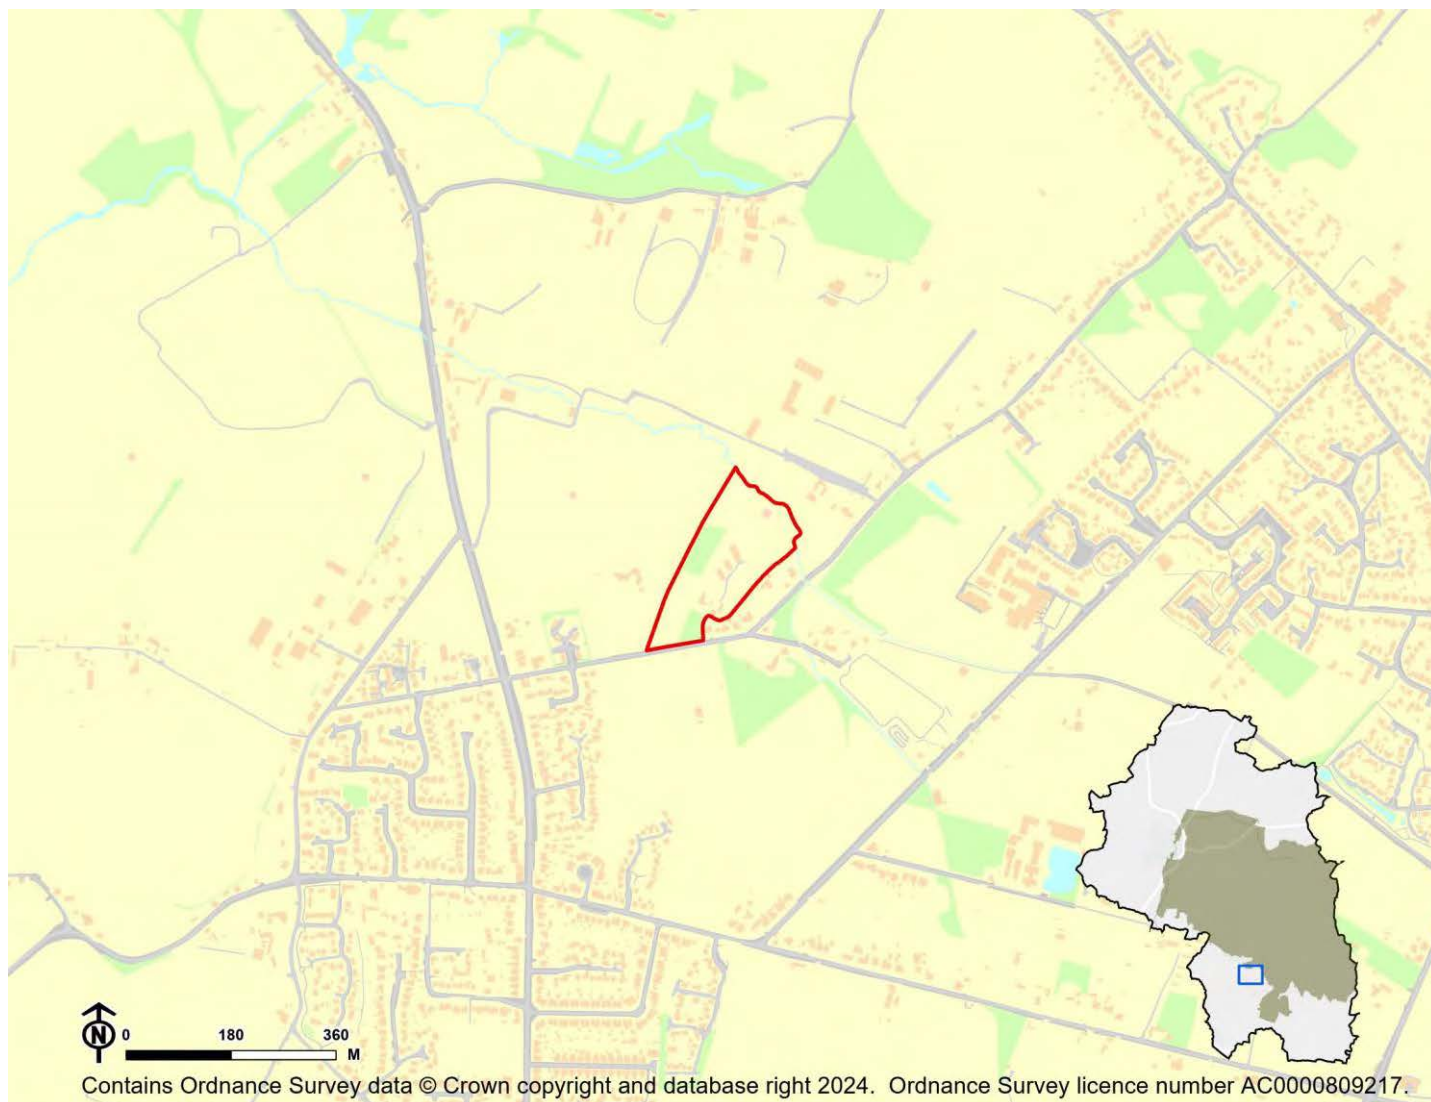 N
0 180 360
M
Contains Ordnance Survey data © Crown copyright and database right 2024. Ordnance Survey licence number AC0000809217.